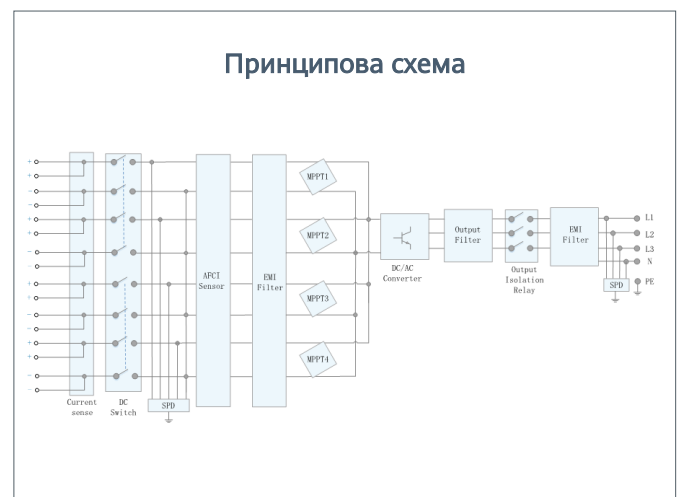 Принципова схема
+
+
-
-
+
+
-
-
+
+
-
-
+
+
-
-
Current
sense
DC
Switch
SPD
AFCI
Sensor
EMI
Filter
MPPT1
MPPT2
MPPT3
MPPT4
DC/AC
Converter
Output
Filter
Output
Isolation
Relay
EMI
Filter
L1
L2
L3
N
SPD
PE